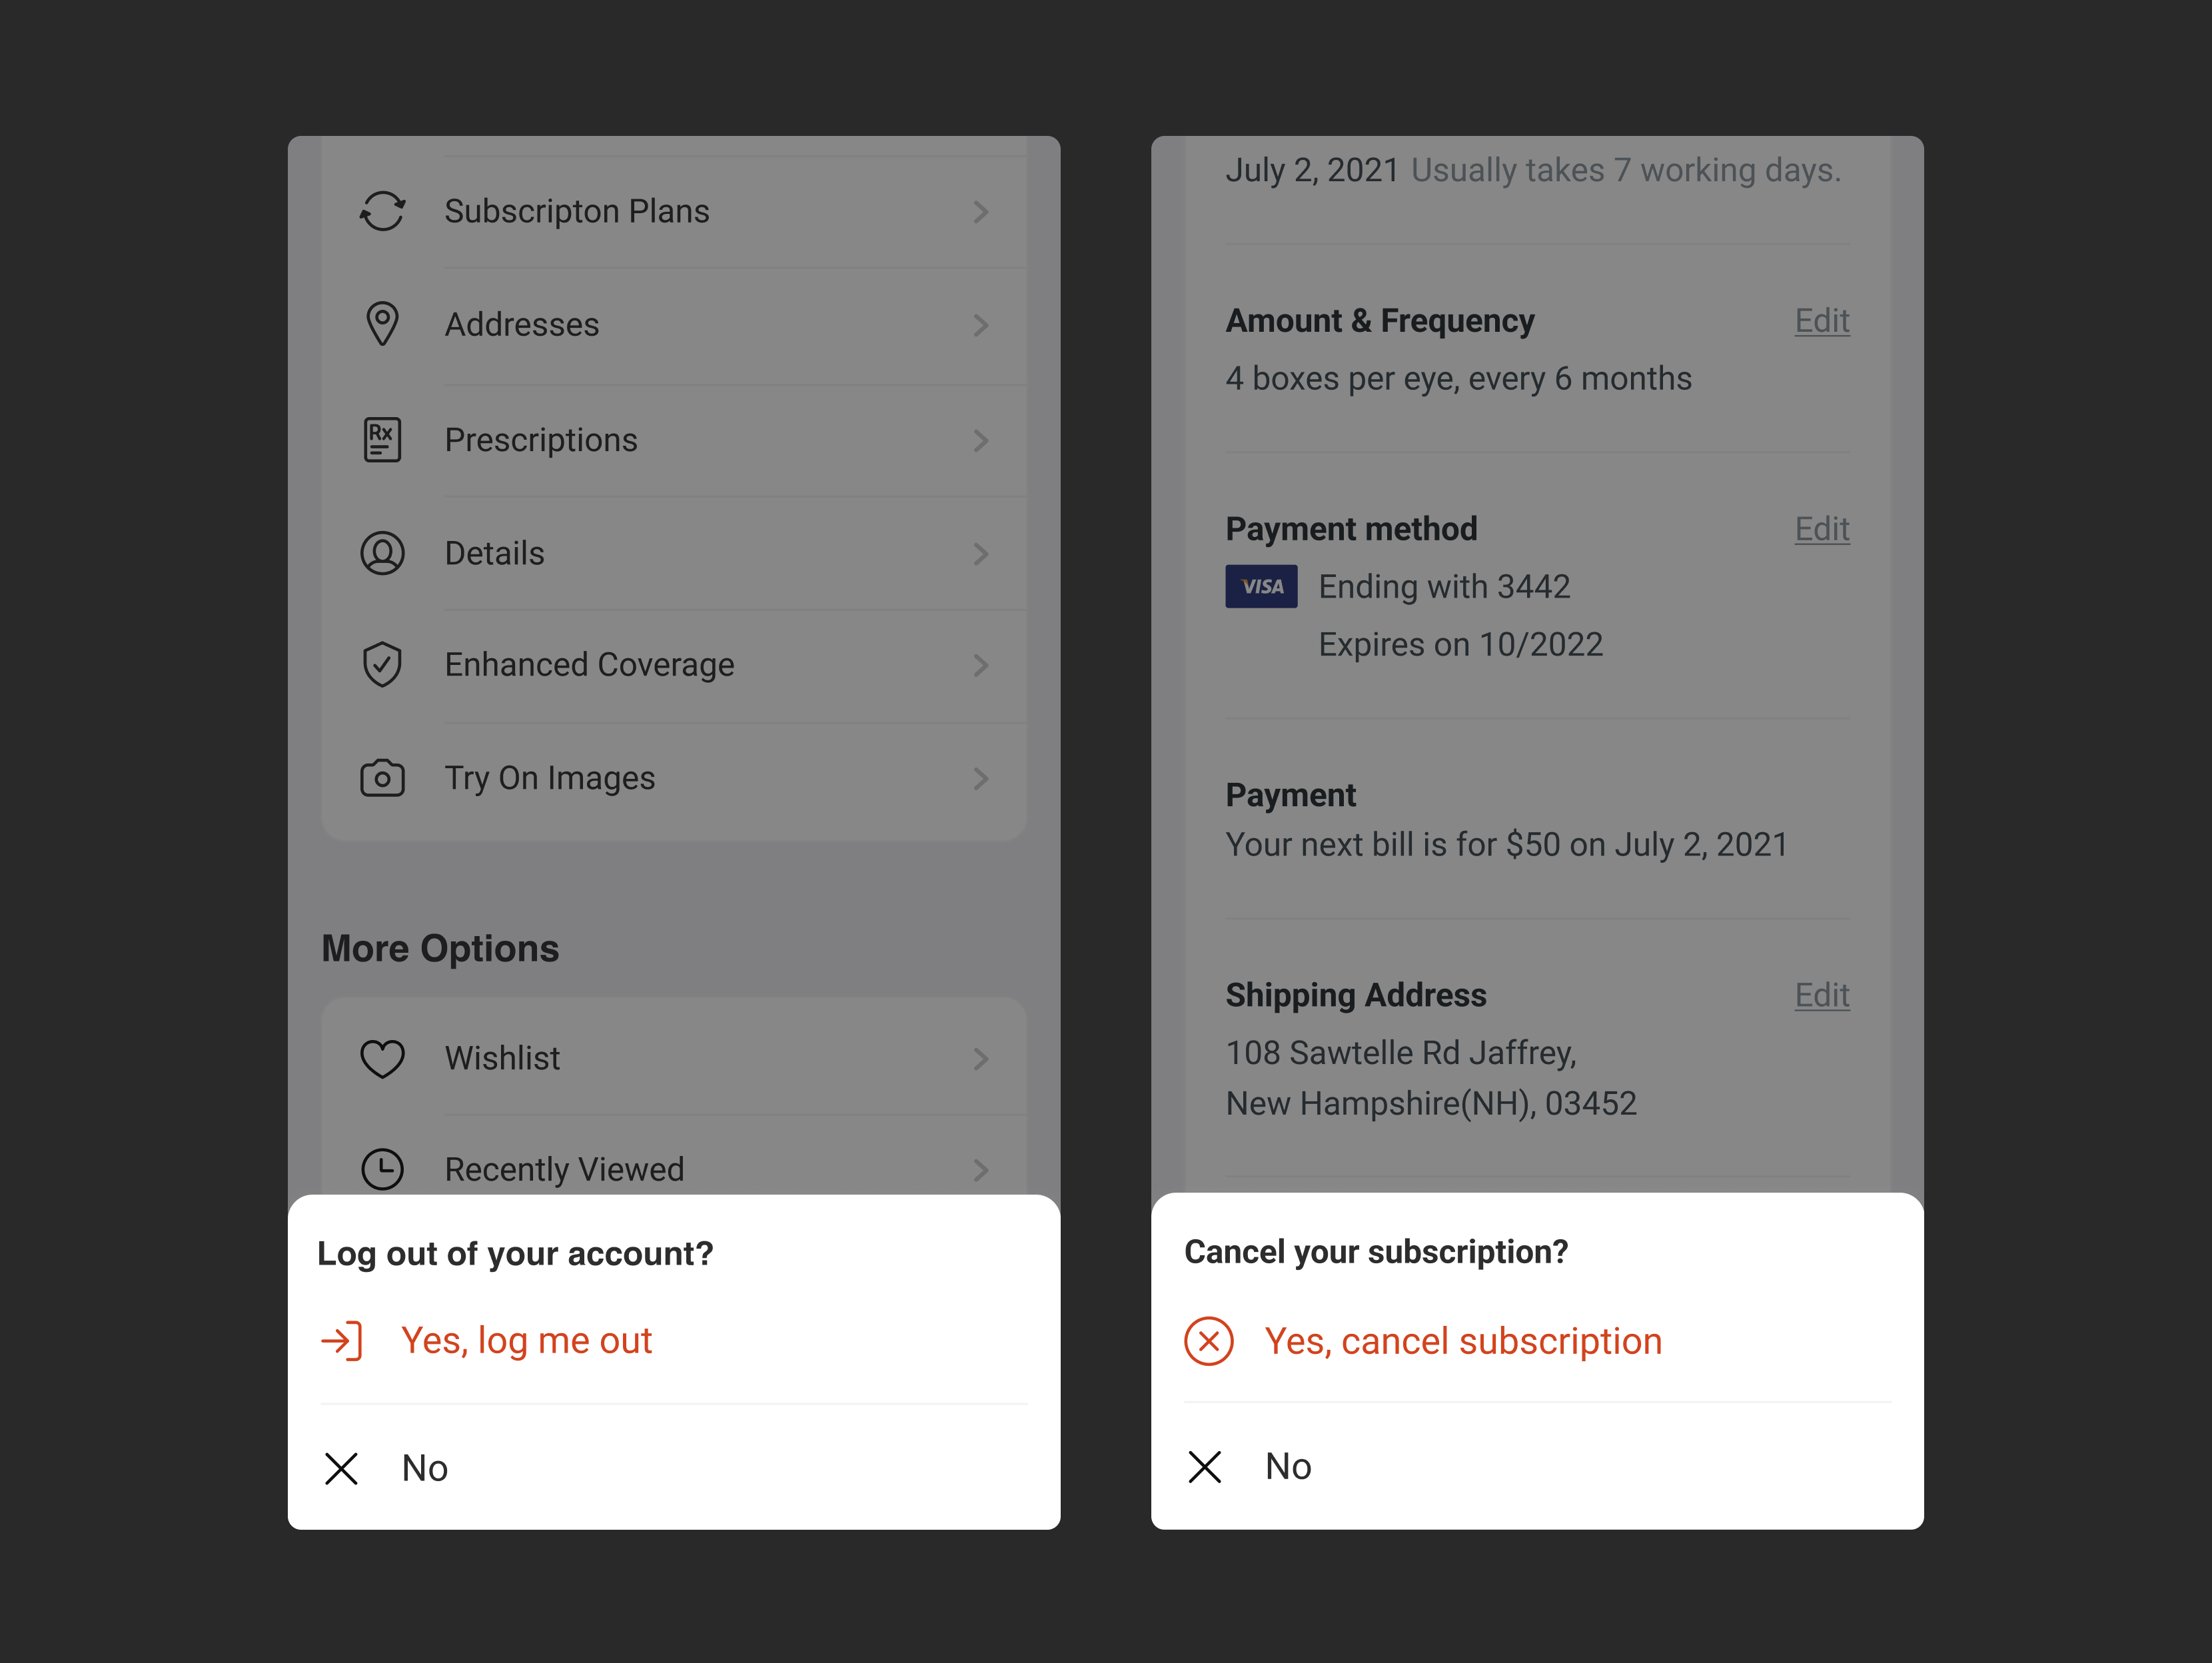 Subscripton Plans
Addresses
Rx
Prescriptions
Details
Enhanced Coverage
Try On Images
More Options
Wishlist
Recently Viewed
Log out of your account?
Yes, log me out
No
July 2, 2021 Usually takes 7 working days.
Amount & Frequency Edit
4 boxes per eye, every 6 months
Payment method Edit
VISA Ending with 3442
Expires on 10/2022
Payment
Your next bill is for $50 on July 2, 2021
Shipping Address Edit
108 Sawtelle Rd Jaffrey,
New Hampshire(NH), 03452
Cancel your subscription?
Yes, cancel subscription
No